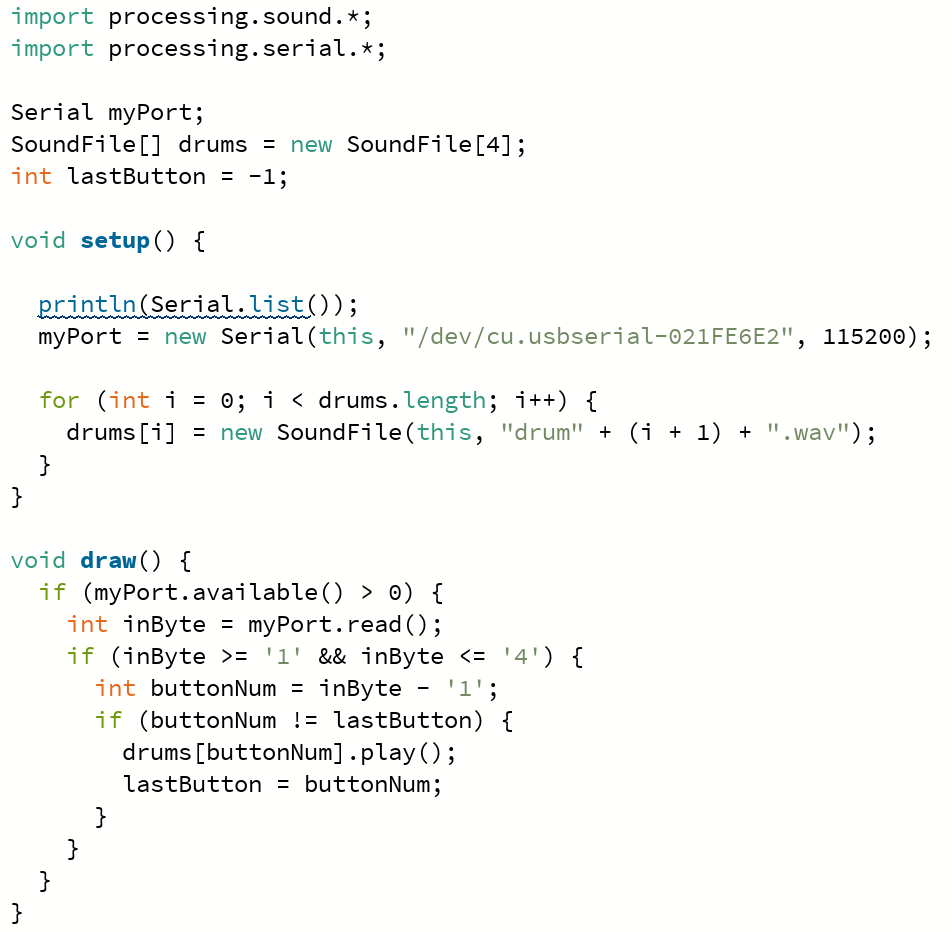 import processing.sound.*;
import processing.serial.*;

Serial myPort;
SoundFile[] drums = new SoundFile[4];
int lastButton = -1;

void setup() {

  println(Serial.list());
  myPort = new Serial(this, "/dev/cu.usbserial-021FE6E2", 115200);

  for (int i = 0; i < drums.length; i++) {
    drums[i] = new SoundFile(this, "drum" + (i + 1) + ".wav");
  }
}

void draw() {
  if (myPort.available() > 0) {
    int inByte = myPort.read();
    if (inByte >= '1' && inByte <= '4') {
      int buttonNum = inByte - '1';
      if (buttonNum != lastButton) {
        drums[buttonNum].play();
        lastButton = buttonNum;
      }
    }
  }
}